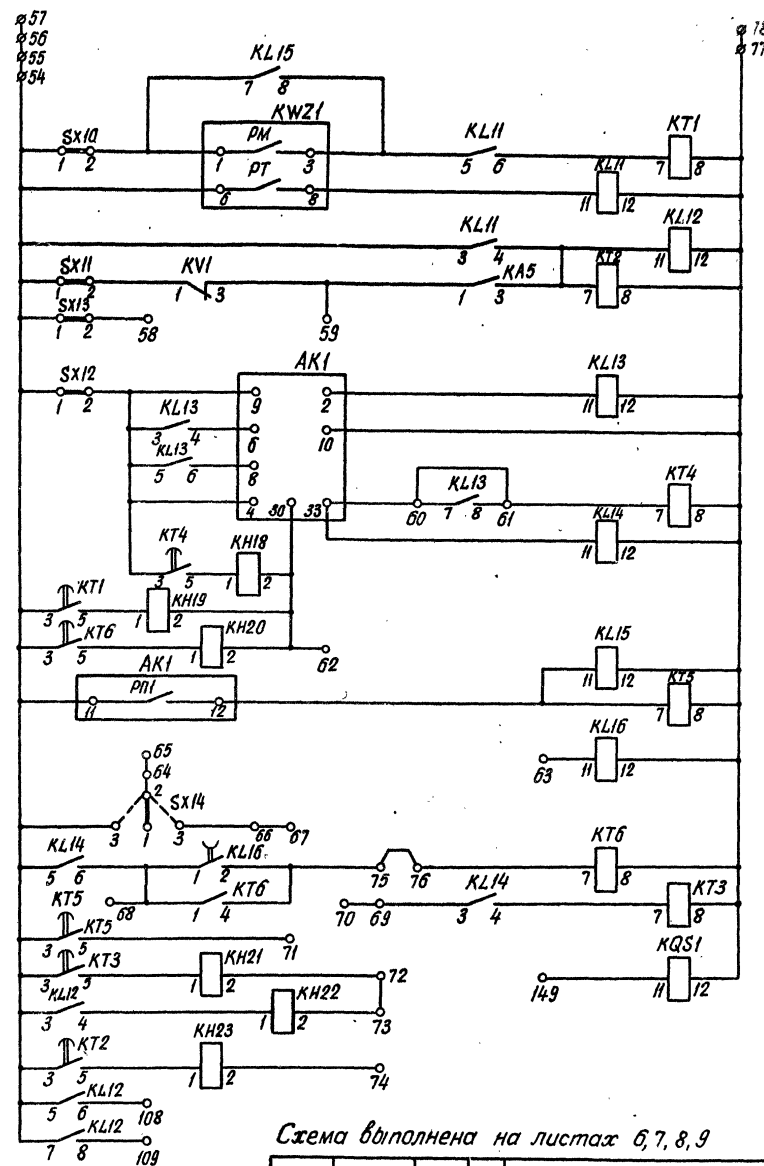 57
56
55
54
78
77
KL15
7 8
KWZ1
SX10
1 2
РМ
1 3
KL11
5 6
KT1
7 8
РТ
6 8
KL11
11 12
KL11
3 4
KL12
11 12
SX11
1 2
KV1
1 3
KA5
1 3
KT2
7 8
SX13
1 2
58
59
AK1
SX12
1 2
9
2
KL13
11 12
KL13
3 4
6
10
KL13
5 6
8
4
30
33
60
KL13
7 8
61
KT4
7 8
KL14
11 12
KT4
3 5
KH18
1 2
KT1
3 5
KH19
1 2
KT6
3 5
KH20
1 2
62
AK1
РП1
11 12
KL15
11 12
KT5
7 8
KL16
63
11 12
65
64
2
SX14
3 1 3
66 67
KL14
5 6
KL16
1 2
75 76
KT6
7 8
68
KT6
1 4
70 69
KL14
3 4
KT3
7 8
KT5
KT5
3 5
71
KT3
3 5
KH21
1 2
72
KQS1
149
11 12
KL12
3 4
KH22
1 2
73
KT2
3 5
KH23
1 2
74
KL12
5 6
108
KL12
7 8
109
Схема выполнена на листах 6,7,8,9